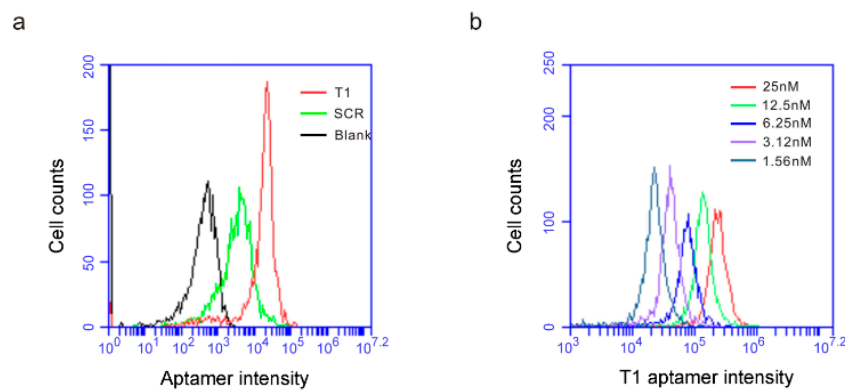 a
b
200
150
100
50
0
Cell counts
T1
SCR
Blank
10^0 10^1 10^2 10^3 10^4 10^5 10^6 10^7.2
Aptamer intensity
250
200
100
0
Cell counts
25nM
12.5nM
6.25nM
3.12nM
1.56nM
10^3 10^4 10^5 10^6 10^7.2
T1 aptamer intensity